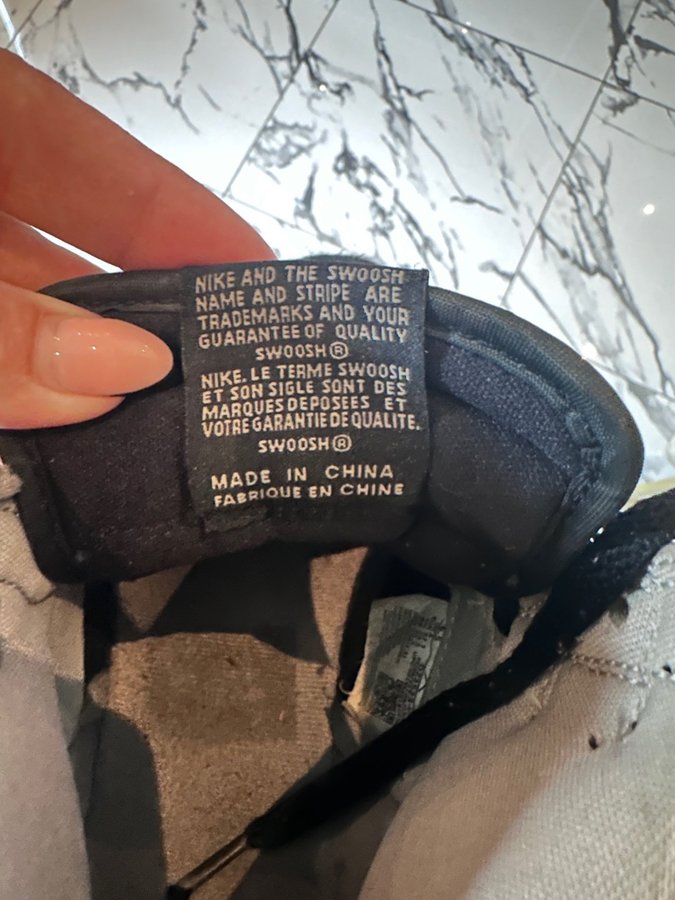 NIKE AND THE SWOOSH
NAME AND STRIPE ARE
TRADEMARKS AND YOUR
GUARANTEE OF QUALITY
SWOOSH®
NIKE. LE TERME SWOOSH
ET SON SIGLE SONT DES
MARQUES DEPOSEES ET
VOTRE GARANTIE DE QUALITE.
SWOOSH®
MADE IN CHINA
FABRIQUE EN CHINE